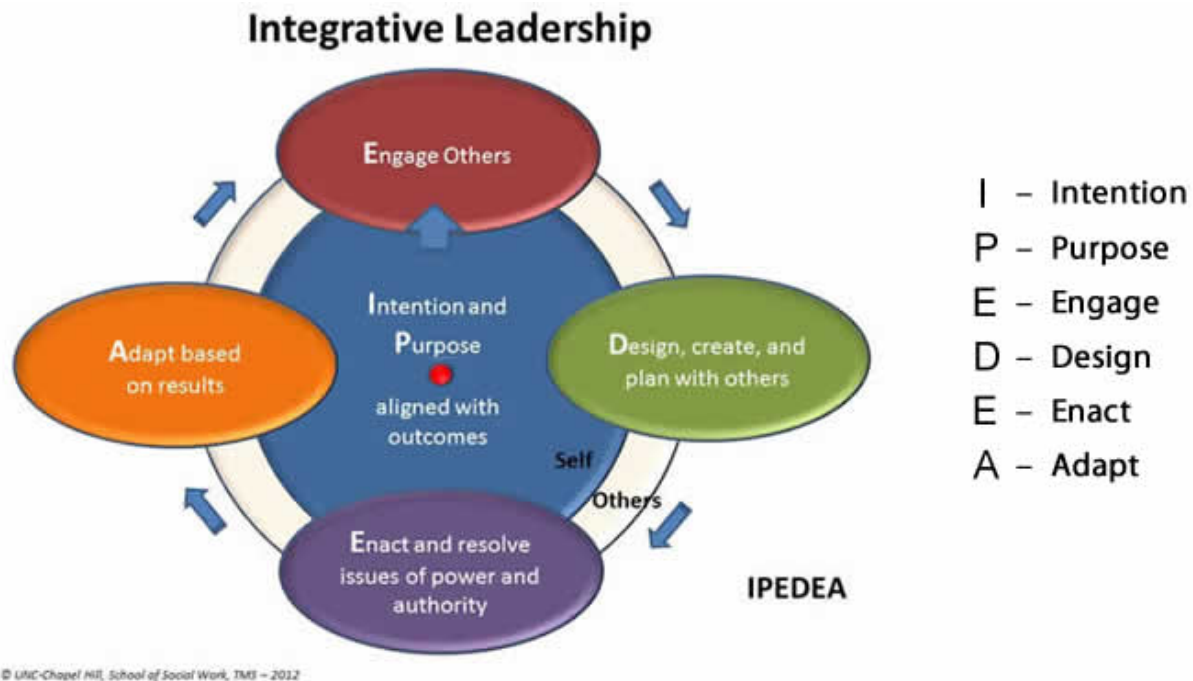 Integrative Leadership
Engage Others
Intention and
Purpose
aligned with
outcomes
Self
Others
Design, create, and
plan with others
Enact and resolve
issues of power and
authority
Adapt based
on results
IPEDEA
I – Intention
P – Purpose
E – Engage
D – Design
E – Enact
A – Adapt
© UNC-Chapel Hill, School of Social Work, TMS – 2012